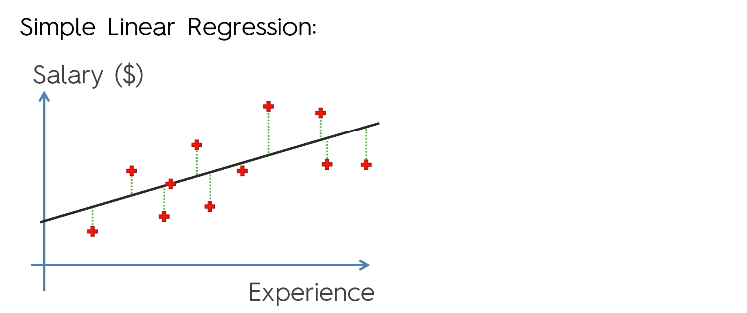 Simple Linear Regression:
Salary ($)
Experience